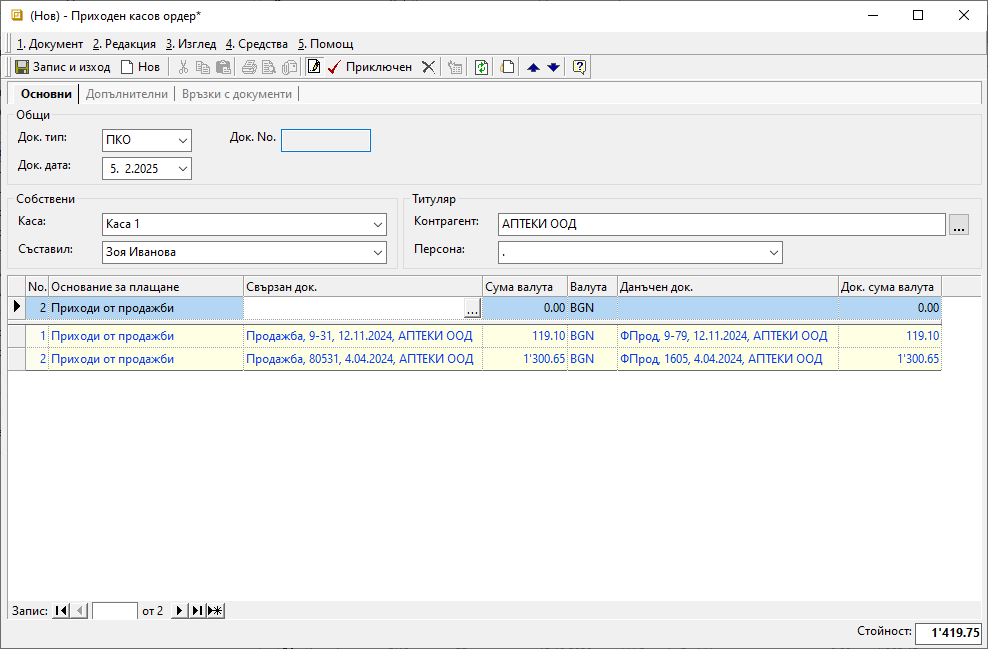 (Нов) - Приходен касов ордер*
1. Документ 2. Редакция 3. Изглед 4. Средства 5. Помощ
Запис и изход Нов Приключен
Основни Допълнителни Връзки с документи
Общи
Док. тип: ПКО Док. No.
Док. дата: 5. 2.2025
Собствени Титуляр
Каса: Каса 1 Контрагент: АПТЕКИ ООД ...
Съставил: Зоя Иванова Персона: .
No. Основание за плащане Свързан док. Сума валута Валута Данъчен док. Док. сума валута
2 Приходи от продажби ... 0.00 BGN 0.00
1 Приходи от продажби Продажба, 9-31, 12.11.2024, АПТЕКИ ООД 119.10 BGN ФПрод, 9-79, 12.11.2024, АПТЕКИ ООД 119.10
2 Приходи от продажби Продажба, 80531, 4.04.2024, АПТЕКИ ООД 1'300.65 BGN ФПрод, 1605, 4.04.2024, АПТЕКИ ООД 1'300.65
Запис: от 2
Стойност: 1'419.75